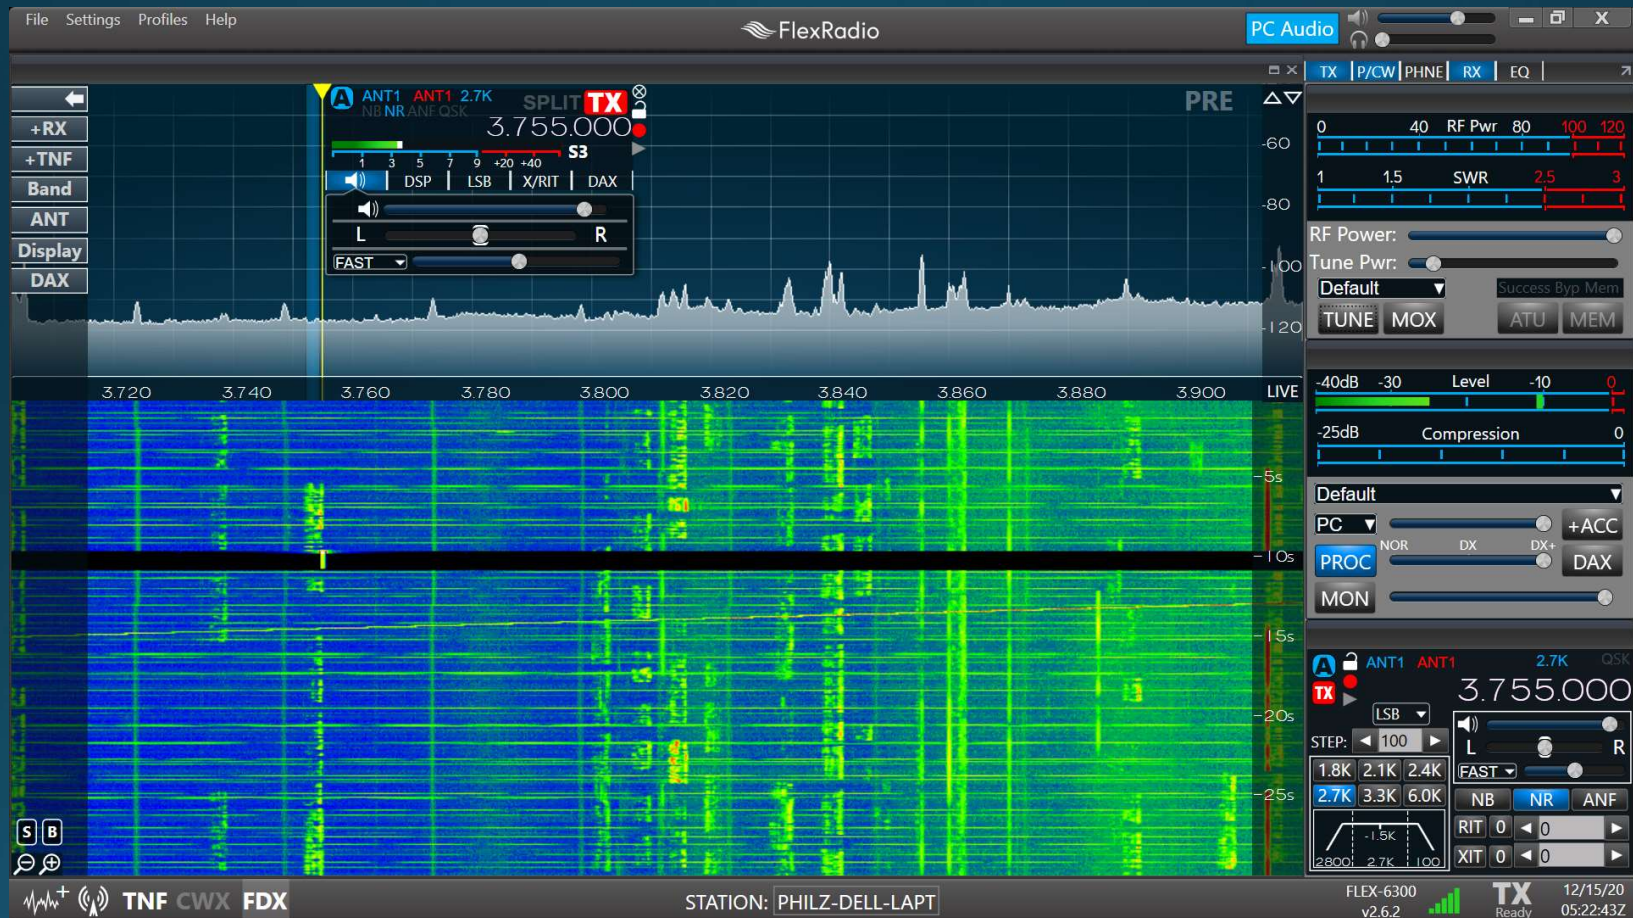 File Settings Profiles Help
FlexRadio
PC Audio
TX P/CW PHNE RX EQ
+RX
+TNF
Band
ANT
Display
DAX
A ANT1 ANT1 2.7K SPLIT TX
NB NR ANF QSK
3.755.000
S3
1 3 5 7 9 +20 +40
DSP LSB X/RIT DAX
L R
FAST
PRE
-60
-80
-100
-120
3.720 3.740 3.760 3.780 3.800 3.820 3.840 3.860 3.880 3.900 LIVE
-5s
-10s
-15s
-20s
-25s
S B
0 40 RF Pwr 80 100 120
1 1.5 SWR 2.5 3
RF Power:
Tune Pwr:
Default Success Byp Mem
TUNE MOX ATU MEM
-40dB -30 Level -10 0
-25dB Compression 0
Default
PC +ACC
NOR DX DX+
PROC DAX
MON
A ANT1 ANT1 2.7K QSK
TX 3.755.000
LSB
STEP: 100 L R
1.8K 2.1K 2.4K FAST
2.7K 3.3K 6.0K NB NR ANF
-1.5K RIT 0 0
2800 2.7K 100 XIT 0 0
TNF CWX FDX
STATION: PHILZ-DELL-LAPT
FLEX-6300 TX 12/15/20
v2.6.2 Ready 05:22:43Z